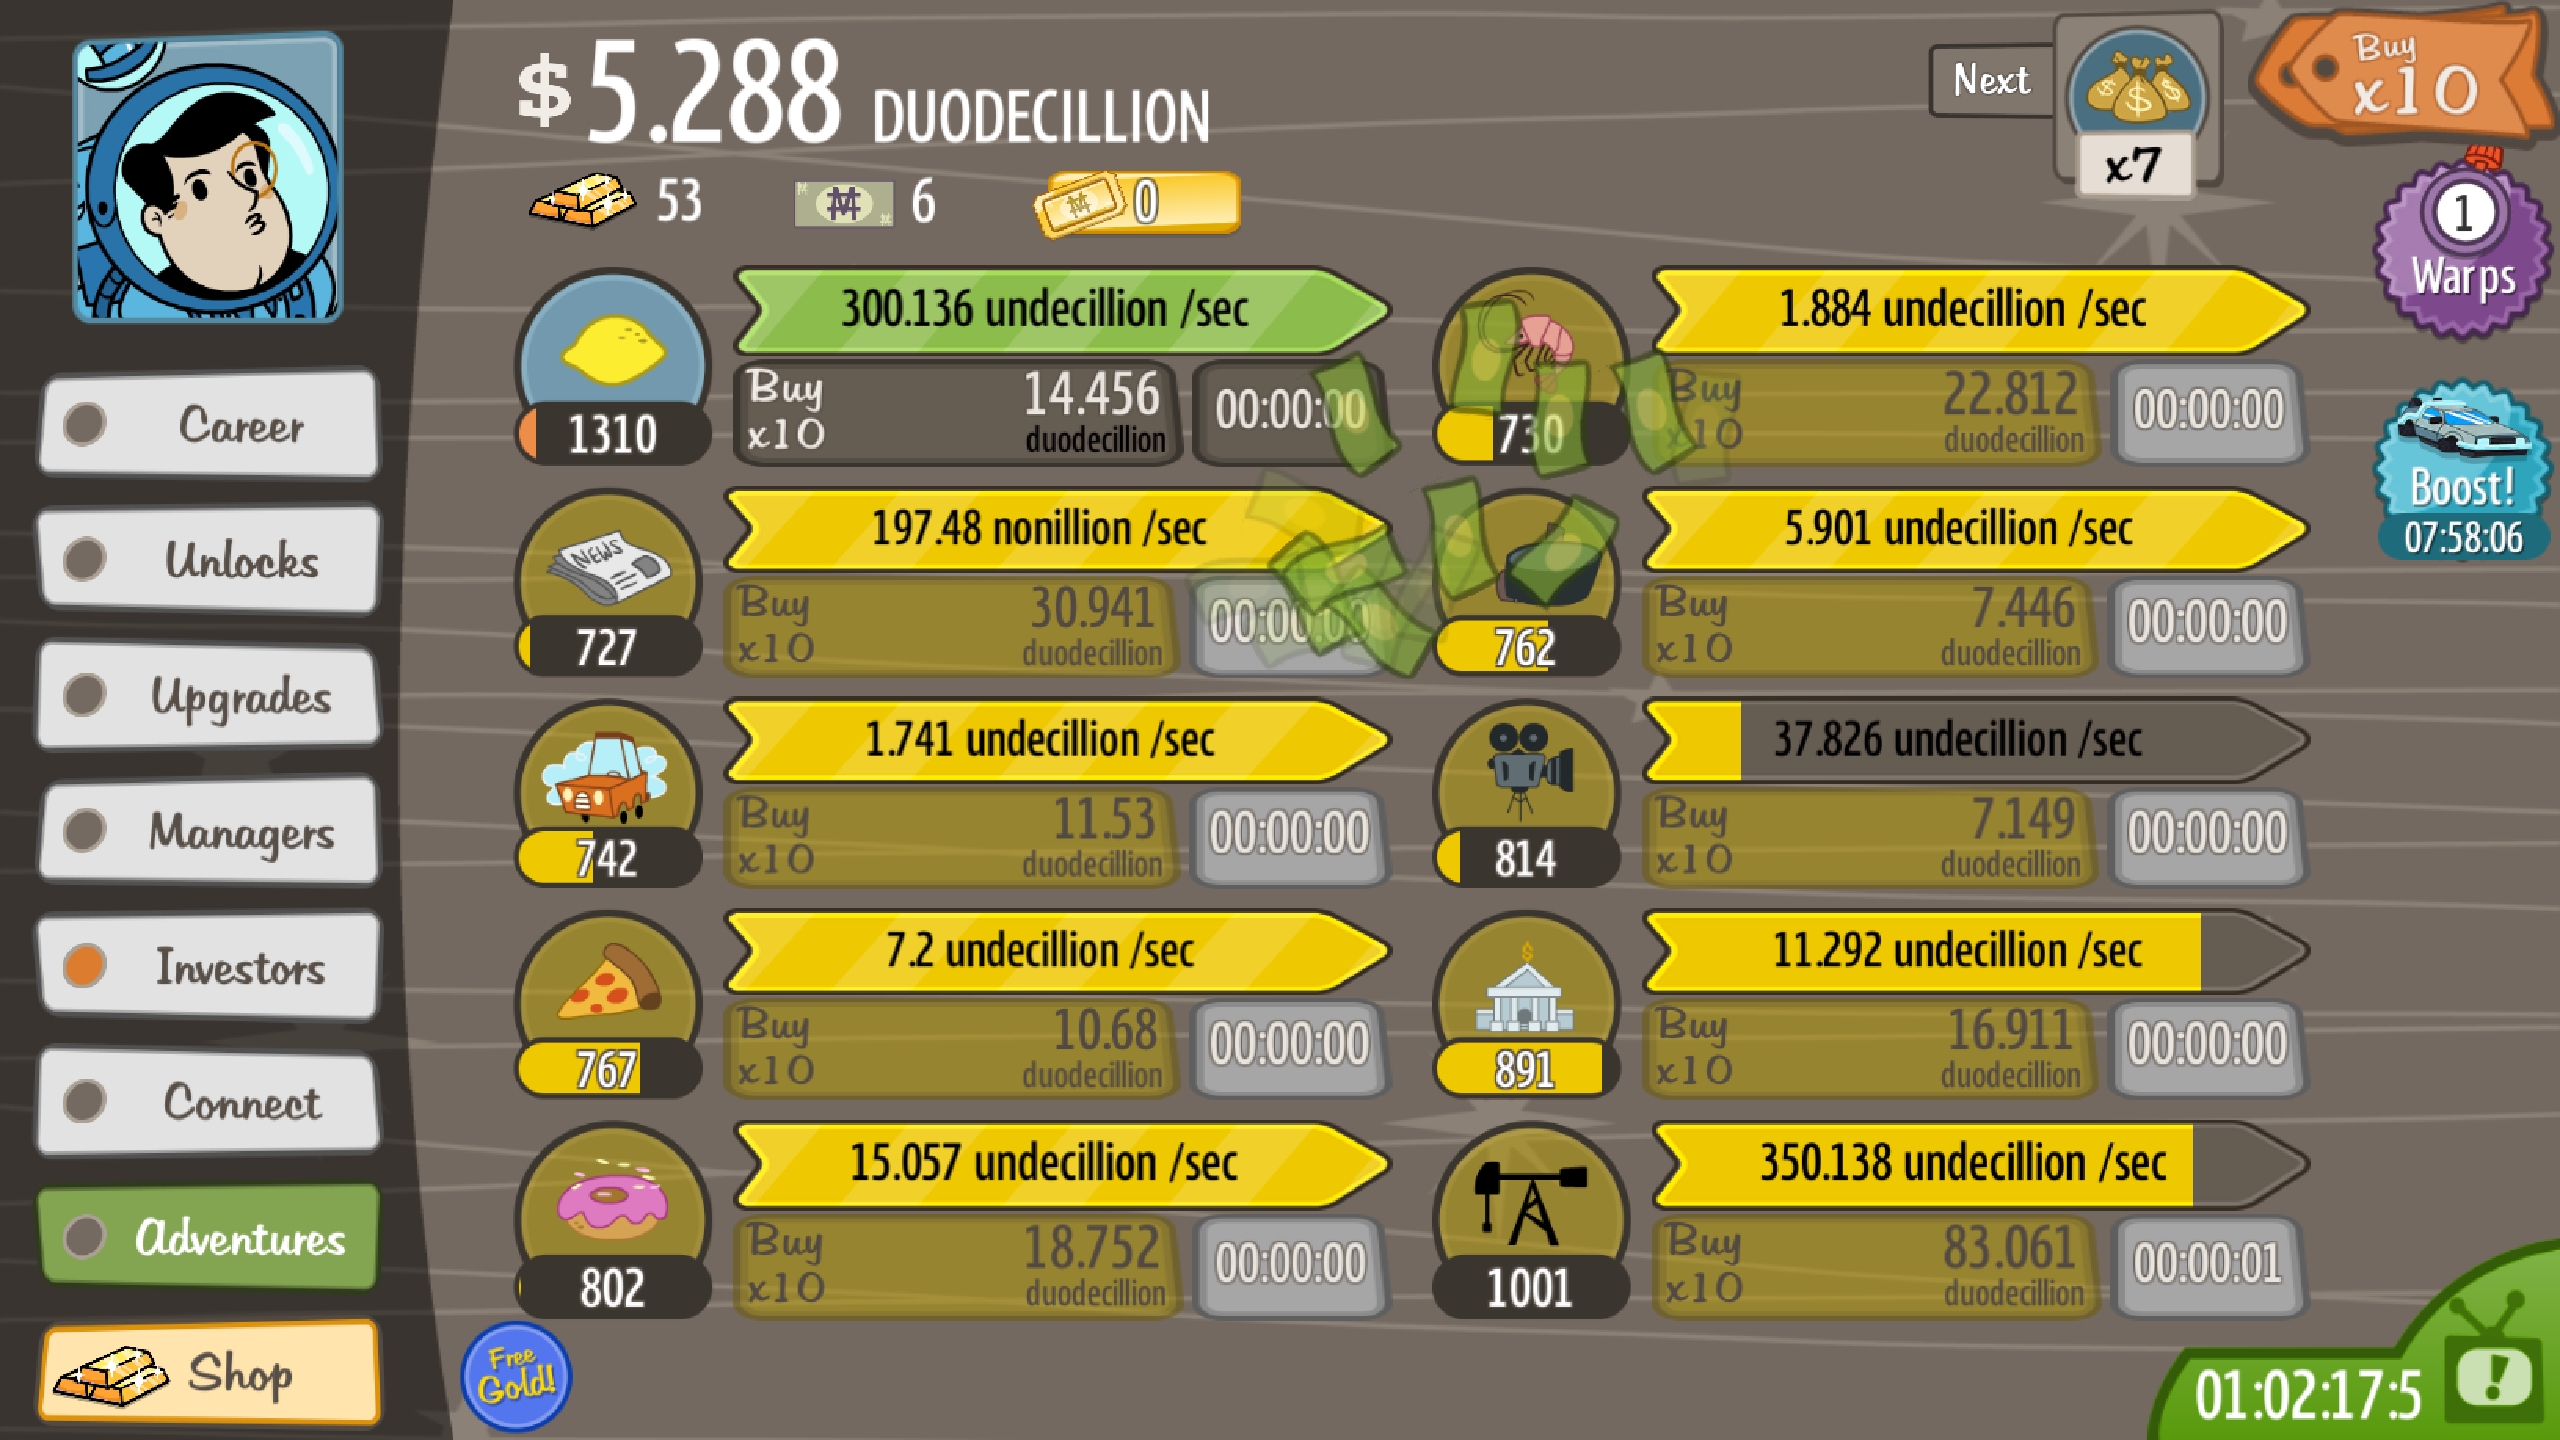 $5.288 DUODECILLION
53
6
0
Next
x7
Buy
x10
1
Warps
Boost!
07:58:06
Career
Unlocks
Upgrades
Managers
Investors
Connect
Adventures
Shop
300.136 undecillion /sec
1310
Buy
x10
14.456
duodecillion
00:00:00
NEWS
197.48 nonillion /sec
727
Buy
x10
30.941
duodecillion
00:00:00
1.741 undecillion /sec
742
Buy
x10
11.53
duodecillion
00:00:00
7.2 undecillion /sec
767
Buy
x10
10.68
duodecillion
00:00:00
15.057 undecillion /sec
802
Buy
x10
18.752
duodecillion
00:00:00
1.884 undecillion /sec
730
Buy
x10
22.812
duodecillion
00:00:00
5.901 undecillion /sec
762
Buy
x10
7.446
duodecillion
00:00:00
37.826 undecillion /sec
814
Buy
x10
7.149
duodecillion
00:00:00
11.292 undecillion /sec
891
Buy
x10
16.911
duodecillion
00:00:00
350.138 undecillion /sec
1001
Buy
x10
83.061
duodecillion
00:00:01
Free
Gold!
01:02:17:5